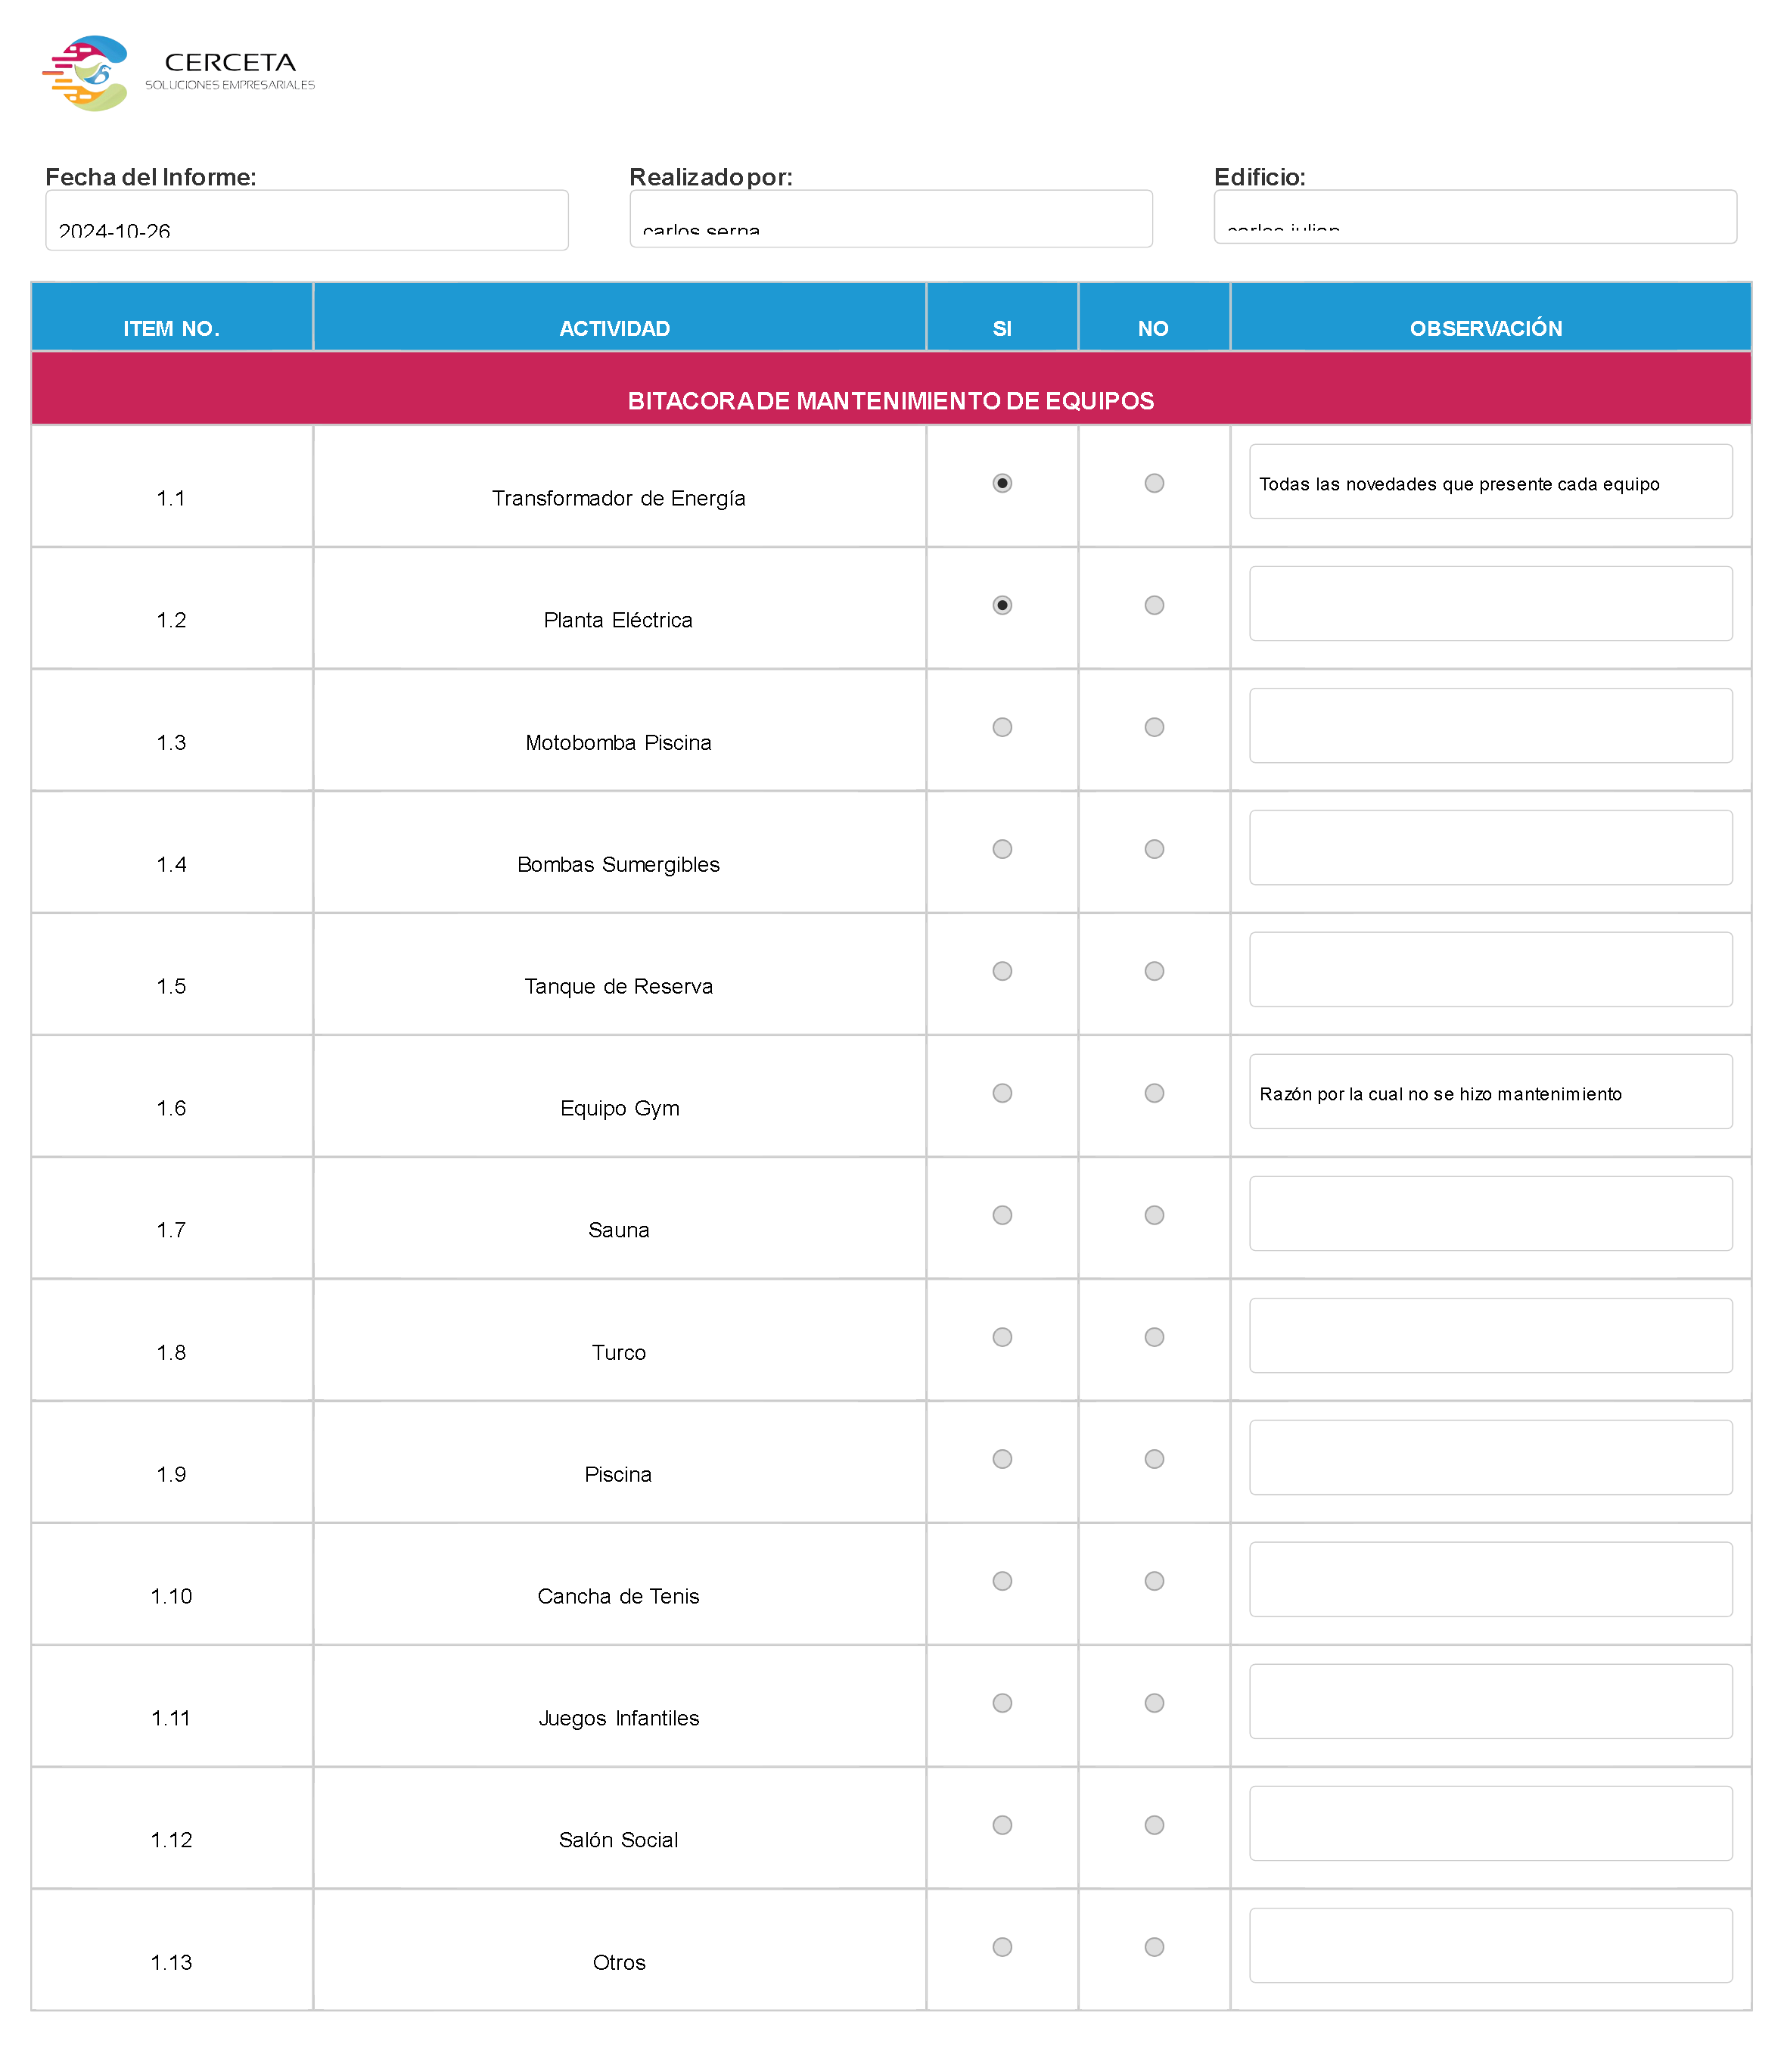 CERCETA
SOLUCIONES EMPRESARIALES
Fecha del Informe:
Realizado por:
Edificio:
2024-10-26
carlos serna
carlos julian
ITEM NO.
ACTIVIDAD
SI
NO
OBSERVACIÓN
BITACORA DE MANTENIMIENTO DE EQUIPOS
1.1
Transformador de Energía
Todas las novedades que presente cada equipo
1.2
Planta Eléctrica
1.3
Motobomba Piscina
1.4
Bombas Sumergibles
1.5
Tanque de Reserva
1.6
Equipo Gym
Razón por la cual no se hizo mantenimiento
1.7
Sauna
1.8
Turco
1.9
Piscina
1.10
Cancha de Tenis
1.11
Juegos Infantiles
1.12
Salón Social
1.13
Otros